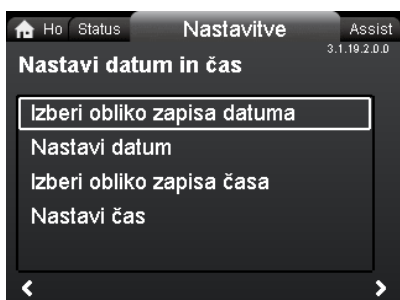 Ho Status Nastavitve Assist
3.1.19.2.0.0
Nastavi datum in čas
Izberi obliko zapisa datuma
Nastavi datum
Izberi obliko zapisa časa
Nastavi čas